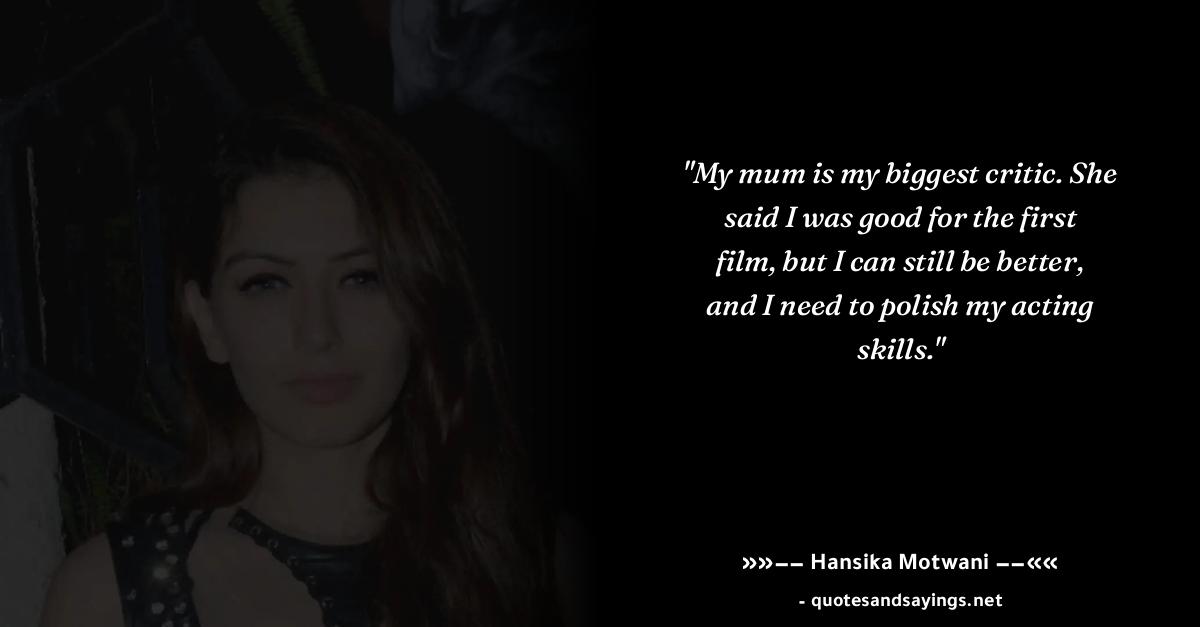 "My mum is my biggest critic. She
said I was good for the first
film, but I can still be better,
and I need to polish my acting
skills."
»»–– Hansika Motwani ––««
- quotesandsayings.net